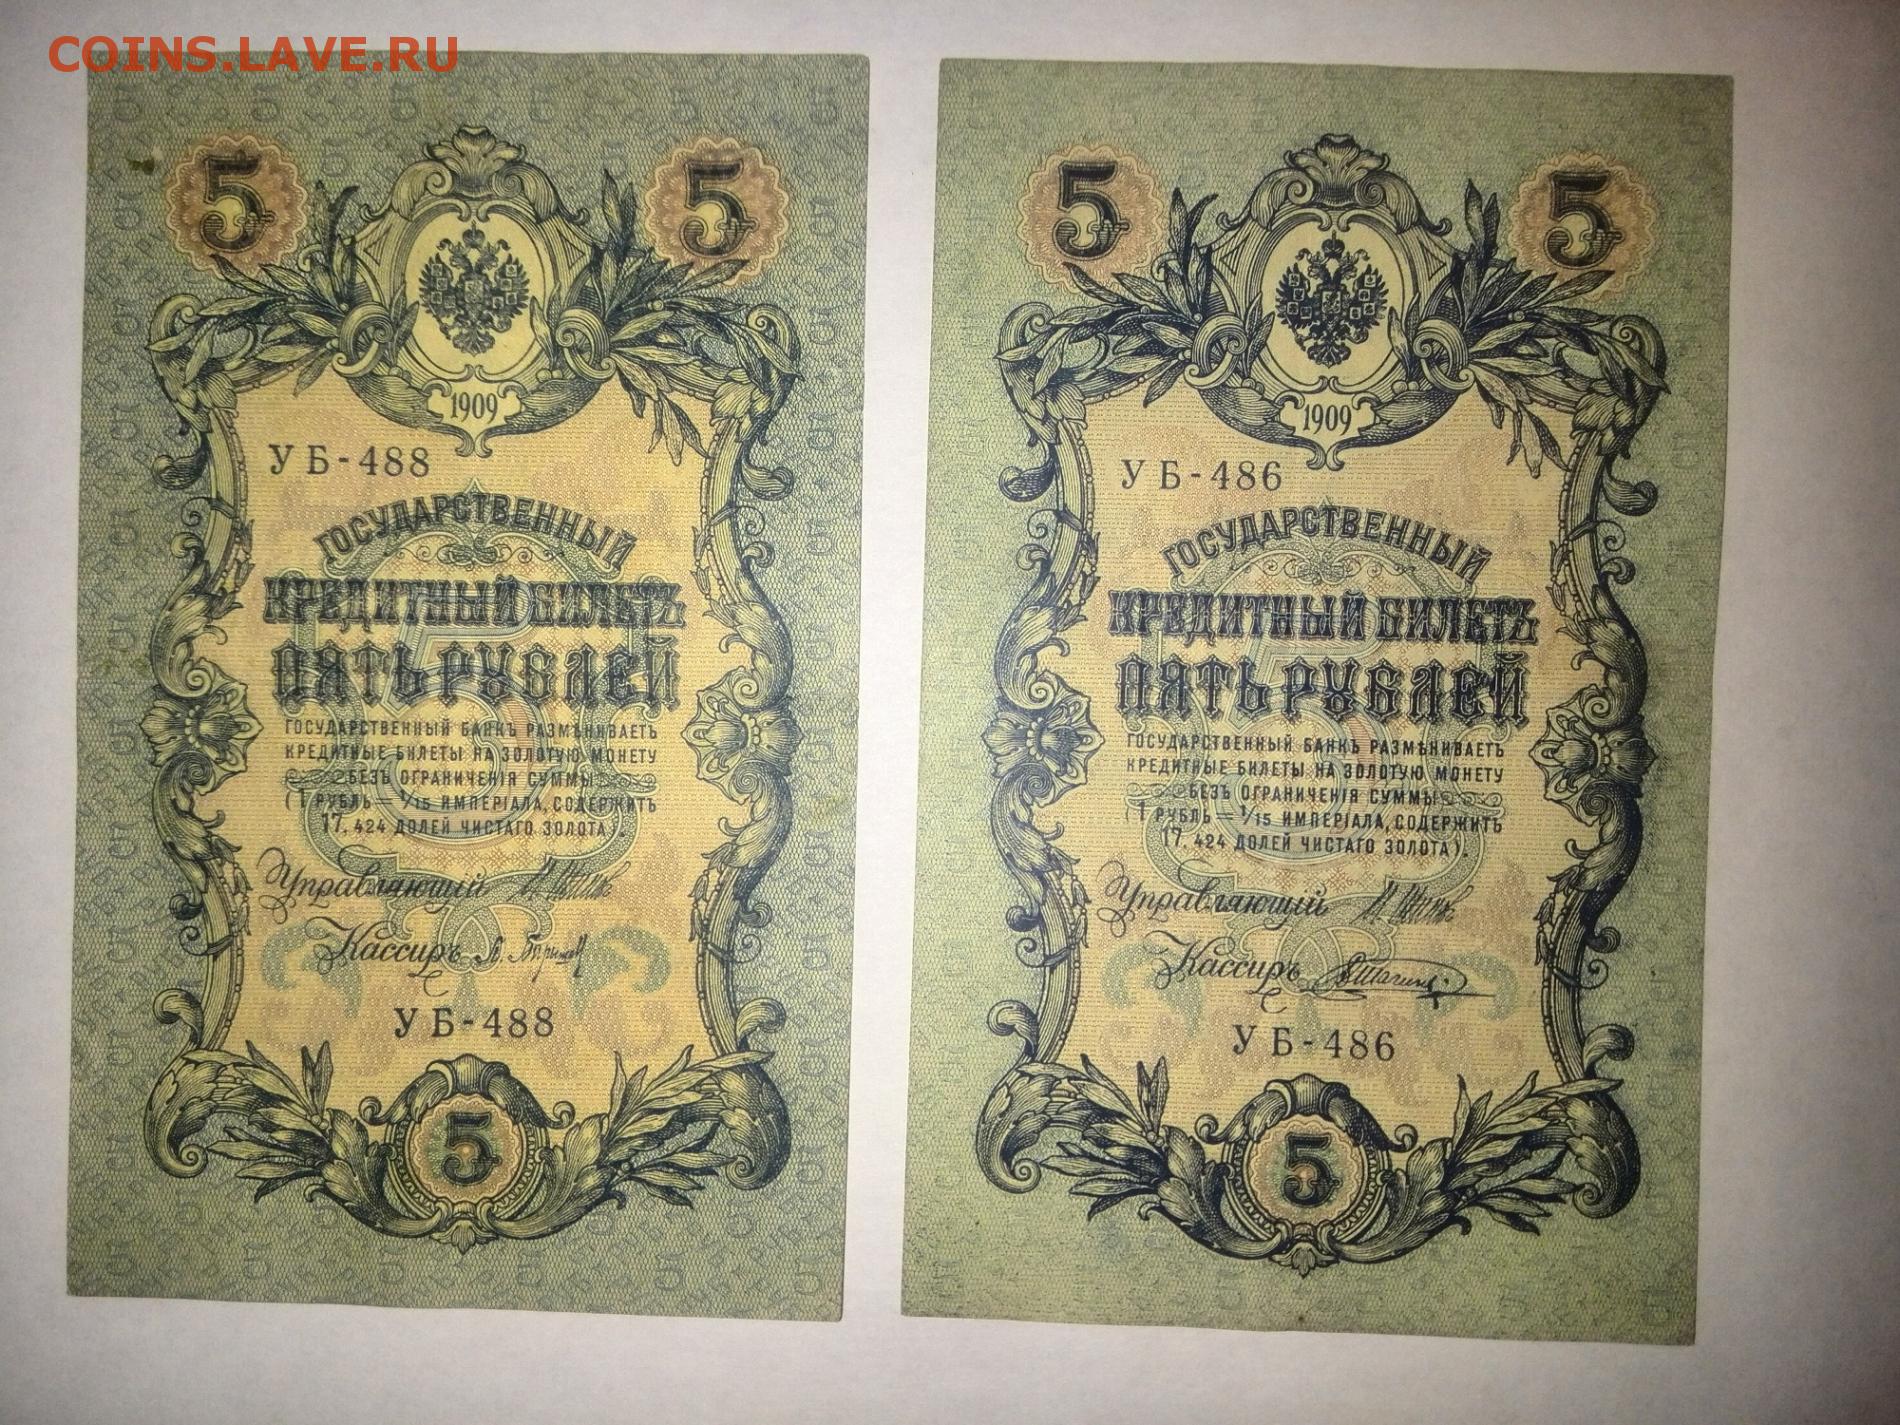 COINS.LAVE.RU
5 5
1909
УБ-488
ГОСУДАРСТВЕННЫЙ
КРЕДИТНЫЙ БИЛЕТЪ
ПЯТЬ РУБЛЕЙ
ГОСУДАРСТВЕННЫЙ БАНКЪ РАЗМѢНИВАЕТЪ
КРЕДИТНЫЕ БИЛЕТЫ НА ЗОЛОТУЮ МОНЕТУ
БЕЗЪ ОГРАНИЧЕНІЯ СУММЫ
(1 РУБЛЬ = 1/15 ИМПЕРІАЛА, СОДЕРЖИТЪ
17,424 ДОЛЕЙ ЧИСТАГО ЗОЛОТА).
Управляющій
Кассиръ
УБ-488
5
5 5
1909
УБ-486
ГОСУДАРСТВЕННЫЙ
КРЕДИТНЫЙ БИЛЕТЪ
ПЯТЬ РУБЛЕЙ
ГОСУДАРСТВЕННЫЙ БАНКЪ РАЗМѢНИВАЕТЪ
КРЕДИТНЫЕ БИЛЕТЫ НА ЗОЛОТУЮ МОНЕТУ
БЕЗЪ ОГРАНИЧЕНІЯ СУММЫ
(1 РУБЛЬ = 1/15 ИМПЕРІАЛА, СОДЕРЖИТЪ
17,424 ДОЛЕЙ ЧИСТАГО ЗОЛОТА).
Управляющій
Кассиръ
УБ-486
5